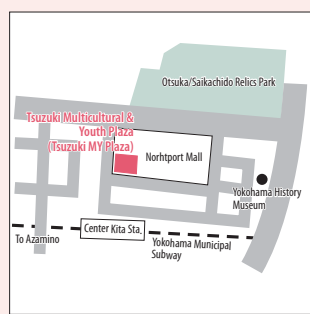 Otsuka/Saikachido Relics Park
Tsuzuki Multicultural &
Youth Plaza
(Tsuzuki MY Plaza)
Norhtport Mall
Yokohama History
Museum
Center Kita Sta.
To Azamino
Yokohama Municipal
Subway